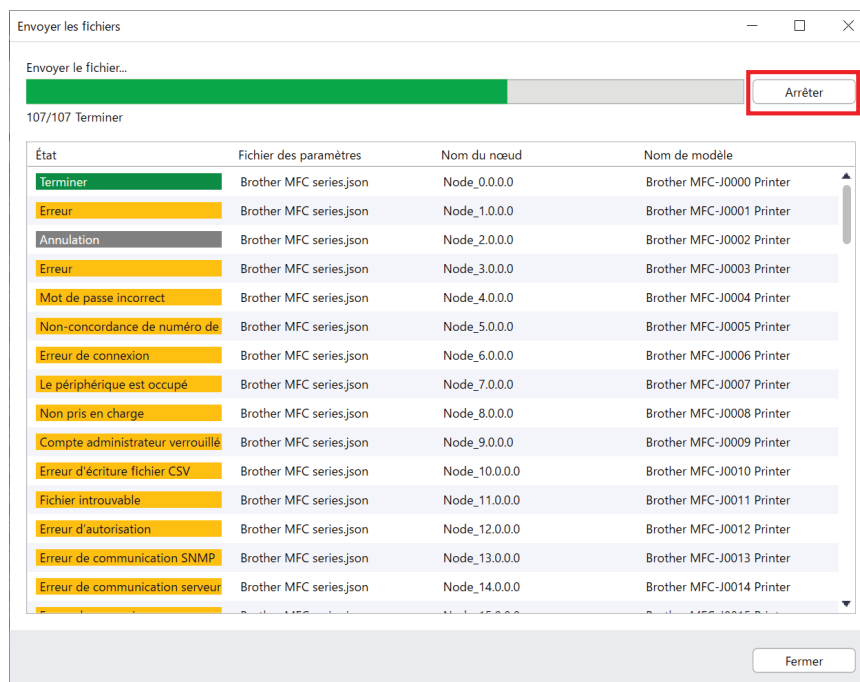 Envoyer les fichiers
Envoyer le fichier...
Arrêter
107/107 Terminer
État Fichier des paramètres Nom du nœud Nom de modèle
Terminer Brother MFC series.json Node_0.0.0.0 Brother MFC-J0000 Printer
Erreur Brother MFC series.json Node_1.0.0.0 Brother MFC-J0001 Printer
Annulation Brother MFC series.json Node_2.0.0.0 Brother MFC-J0002 Printer
Erreur Brother MFC series.json Node_3.0.0.0 Brother MFC-J0003 Printer
Mot de passe incorrect Brother MFC series.json Node_4.0.0.0 Brother MFC-J0004 Printer
Non-concordance de numéro de Brother MFC series.json Node_5.0.0.0 Brother MFC-J0005 Printer
Erreur de connexion Brother MFC series.json Node_6.0.0.0 Brother MFC-J0006 Printer
Le périphérique est occupé Brother MFC series.json Node_7.0.0.0 Brother MFC-J0007 Printer
Non pris en charge Brother MFC series.json Node_8.0.0.0 Brother MFC-J0008 Printer
Compte administrateur verrouillé Brother MFC series.json Node_9.0.0.0 Brother MFC-J0009 Printer
Erreur d'écriture fichier CSV Brother MFC series.json Node_10.0.0.0 Brother MFC-J0010 Printer
Fichier introuvable Brother MFC series.json Node_11.0.0.0 Brother MFC-J0011 Printer
Erreur d'autorisation Brother MFC series.json Node_12.0.0.0 Brother MFC-J0012 Printer
Erreur de communication SNMP Brother MFC series.json Node_13.0.0.0 Brother MFC-J0013 Printer
Erreur de communication serveur Brother MFC series.json Node_14.0.0.0 Brother MFC-J0014 Printer
Fermer